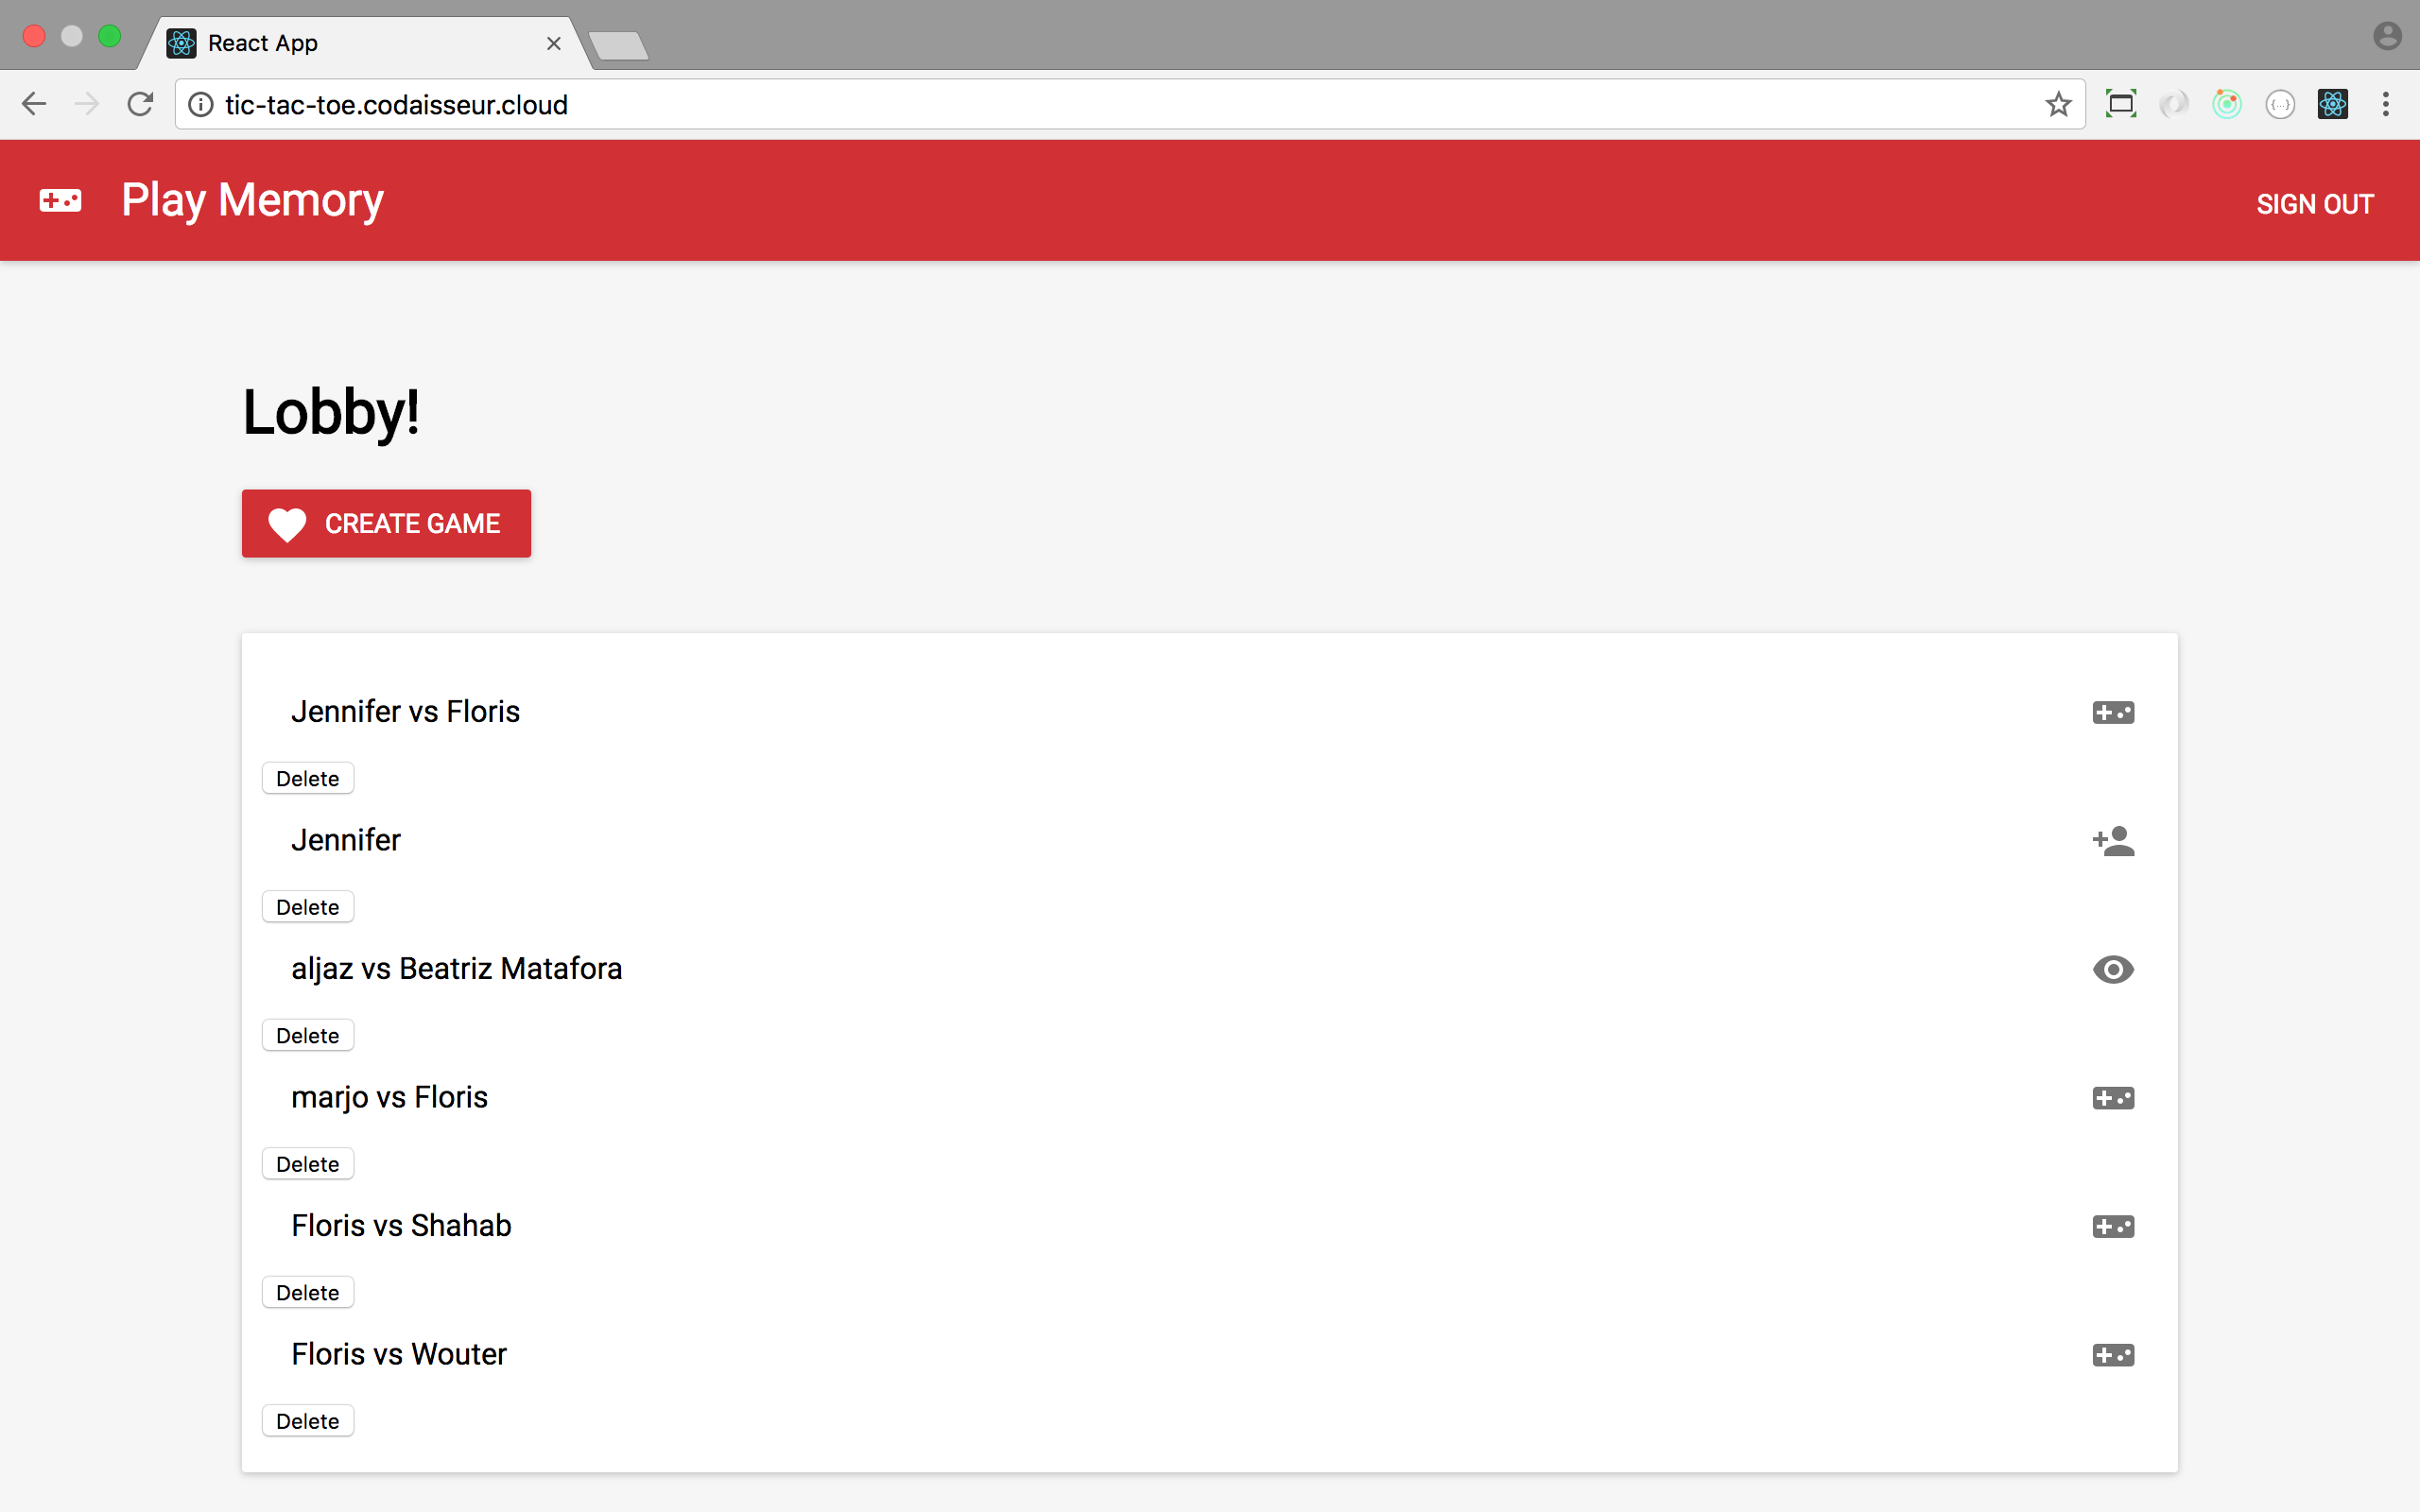 React App
tic-tac-toe.codaisseur.cloud
Play Memory
SIGN OUT
Lobby!
CREATE GAME
Jennifer vs Floris
Delete
Jennifer
Delete
aljaz vs Beatriz Matafora
Delete
marjo vs Floris
Delete
Floris vs Shahab
Delete
Floris vs Wouter
Delete